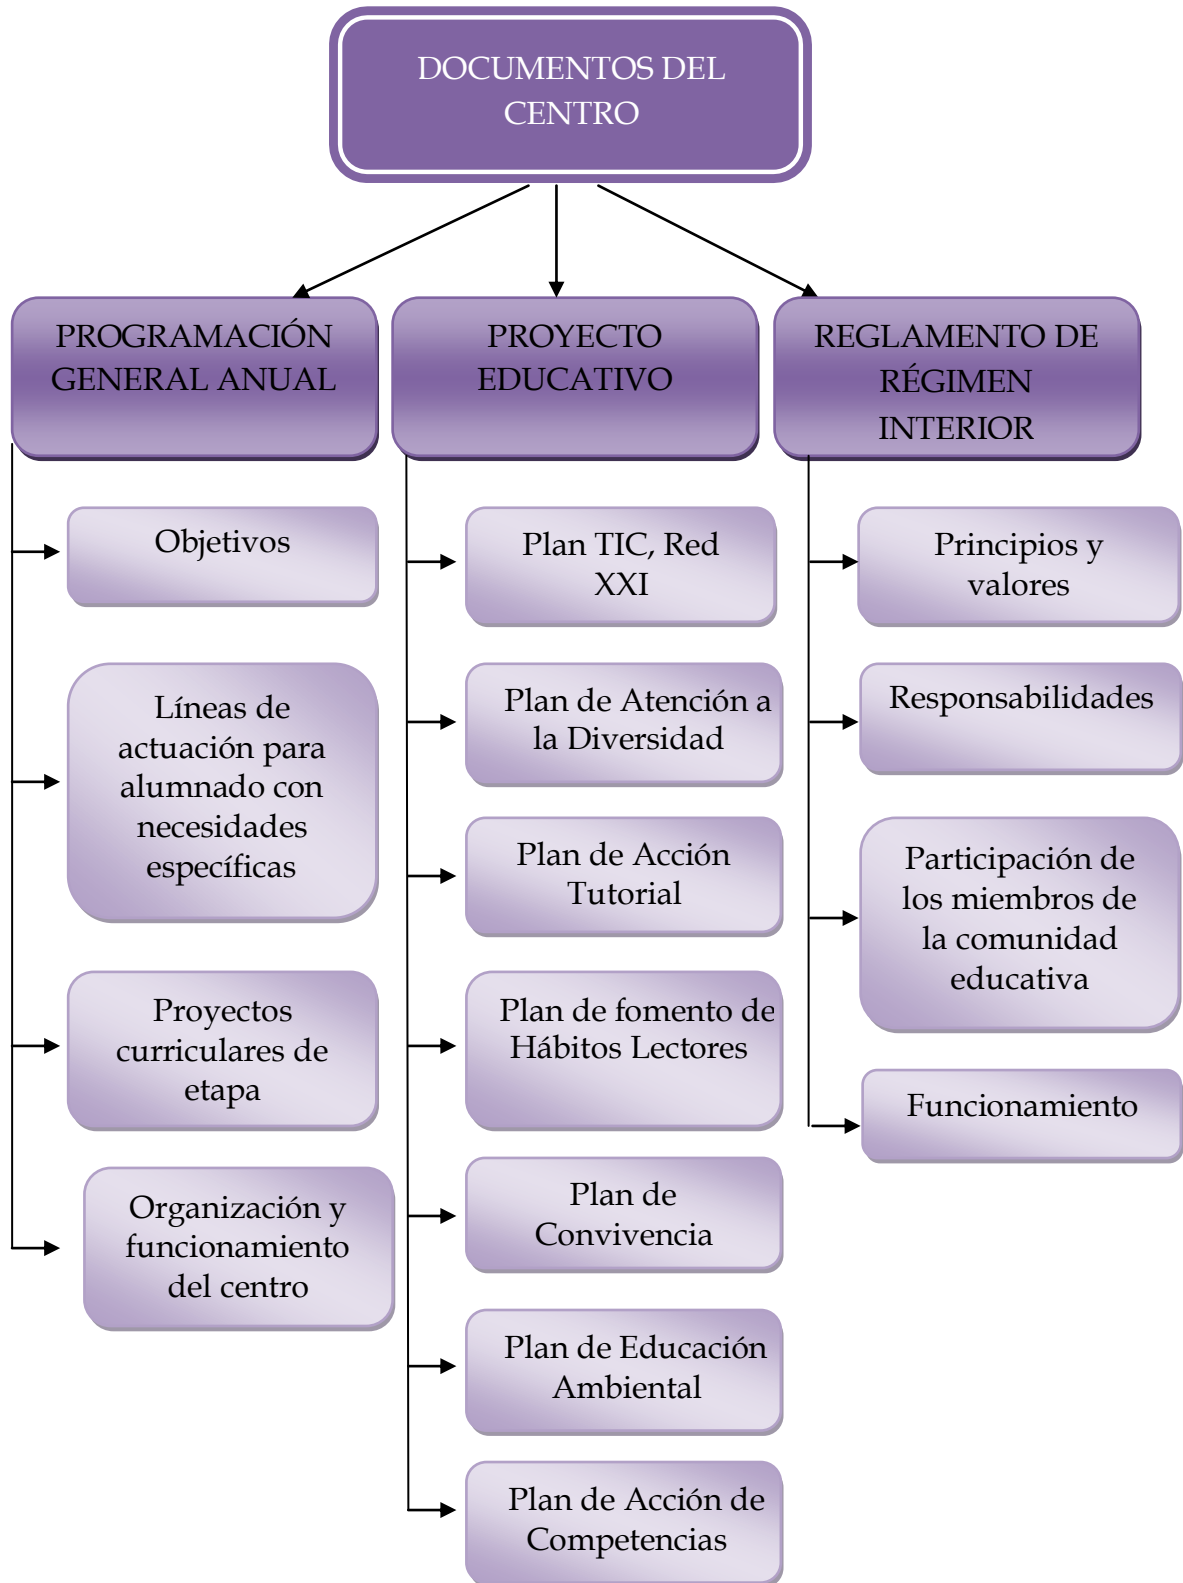 DOCUMENTOS DEL
CENTRO
PROGRAMACIÓN
GENERAL ANUAL
Objetivos
Líneas de
actuación para
alumnado con
necesidades
específicas
Proyectos
curriculares de
etapa
Organización y
funcionamiento
del centro
PROYECTO
EDUCATIVO
Plan TIC, Red
XXI
Plan de Atención a
la Diversidad
Plan de Acción
Tutorial
Plan de fomento de
Hábitos Lectores
Plan de
Convivencia
Plan de Educación
Ambiental
Plan de Acción de
Competencias
REGLAMENTO DE
RÉGIMEN
INTERIOR
Principios y
valores
Responsabilidades
Participación de
los miembros de
la comunidad
educativa
Funcionamiento